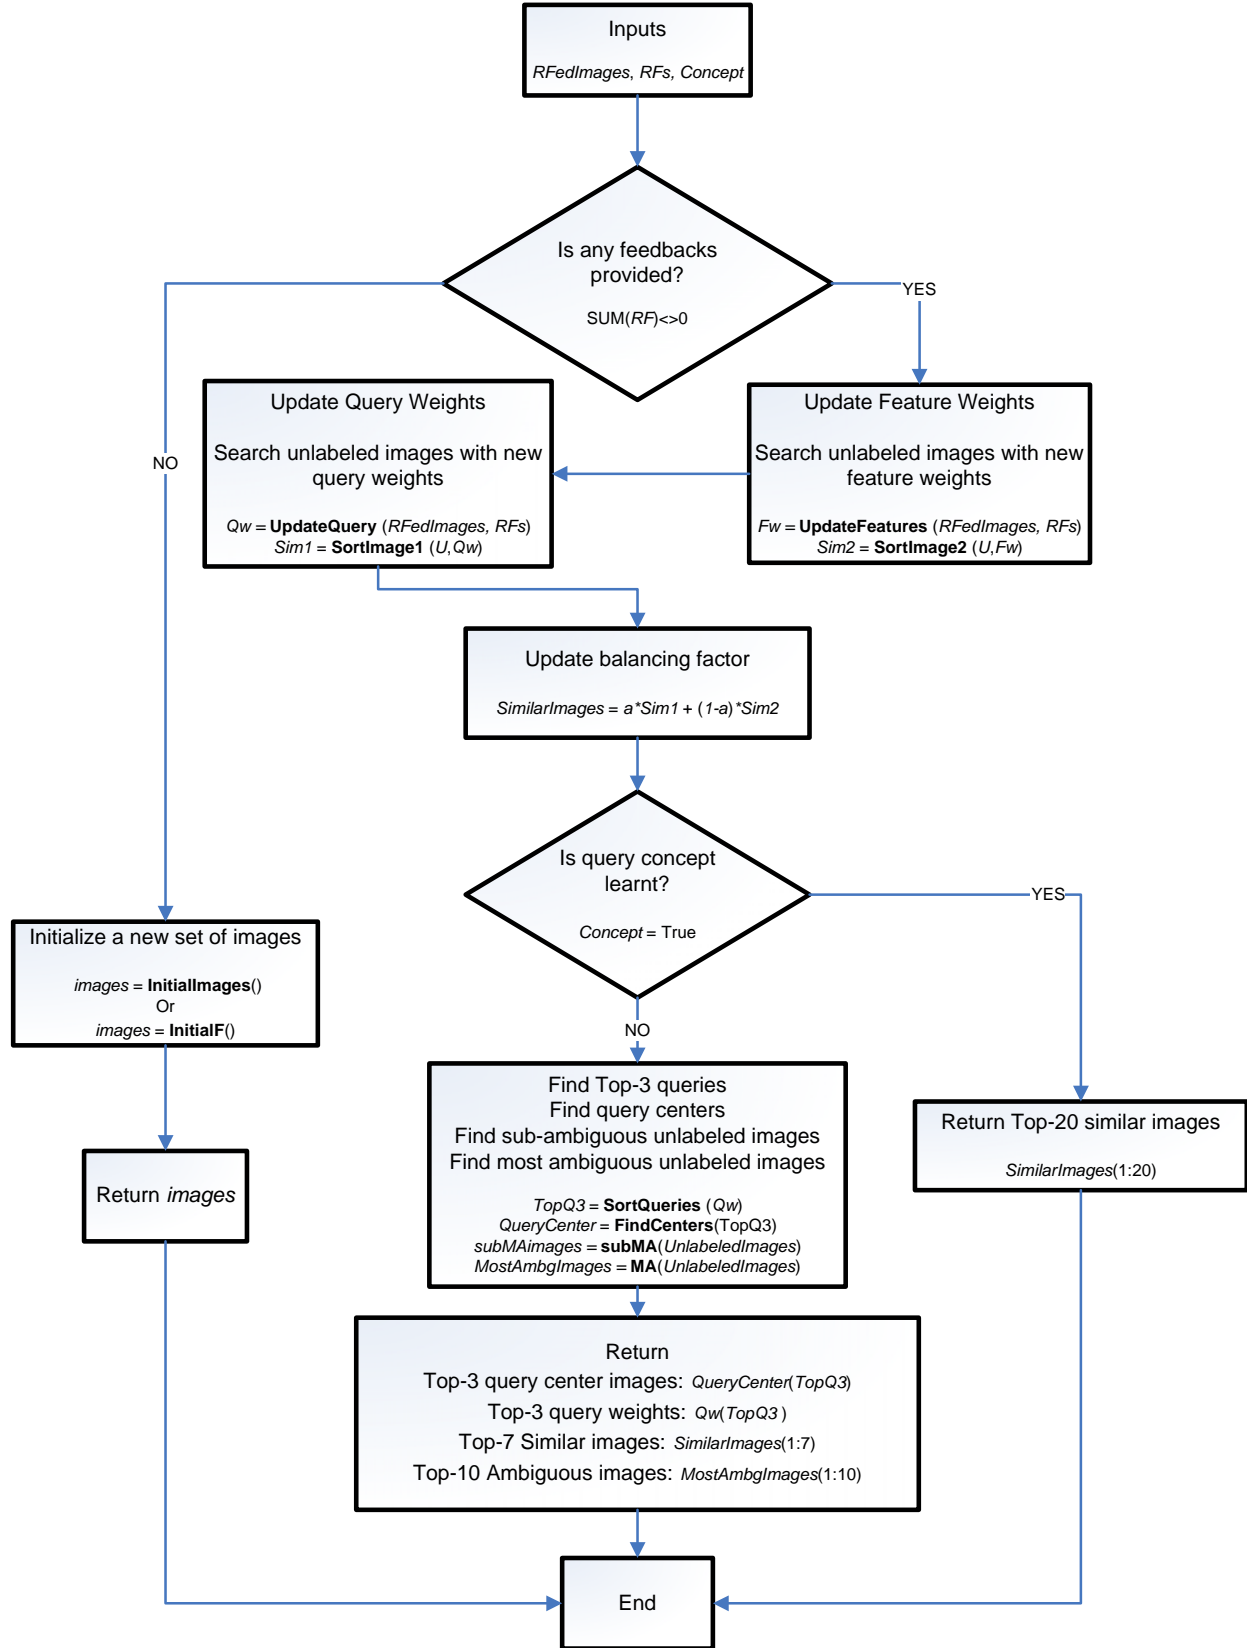 Inputs
RFedImages, RFs, Concept
Is any feedbacks
provided?
SUM(RF)<>0
YES
NO
Update Query Weights
Search unlabeled images with new
query weights
Qw = UpdateQuery (RFedImages, RFs)
Sim1 = SortImage1 (U,Qw)
Update Feature Weights
Search unlabeled images with new
feature weights
Fw = UpdateFeatures (RFedImages, RFs)
Sim2 = SortImage2 (U,Fw)
Update balancing factor
SimilarImages = a*Sim1 + (1-a)*Sim2
Is query concept
learnt?
Concept = True
YES
NO
Initialize a new set of images
images = InitialImages()
Or
images = InitialF()
Return images
Find Top-3 queries
Find query centers
Find sub-ambiguous unlabeled images
Find most ambiguous unlabeled images
TopQ3 = SortQueries (Qw)
QueryCenter = FindCenters(TopQ3)
subMAimages = subMA(UnlabeledImages)
MostAmbgImages = MA(UnlabeledImages)
Return Top-20 similar images
SimilarImages(1:20)
Return
Top-3 query center images: QueryCenter(TopQ3)
Top-3 query weights: Qw(TopQ3 )
Top-7 Similar images: SimilarImages(1:7)
Top-10 Ambiguous images: MostAmbgImages(1:10)
End